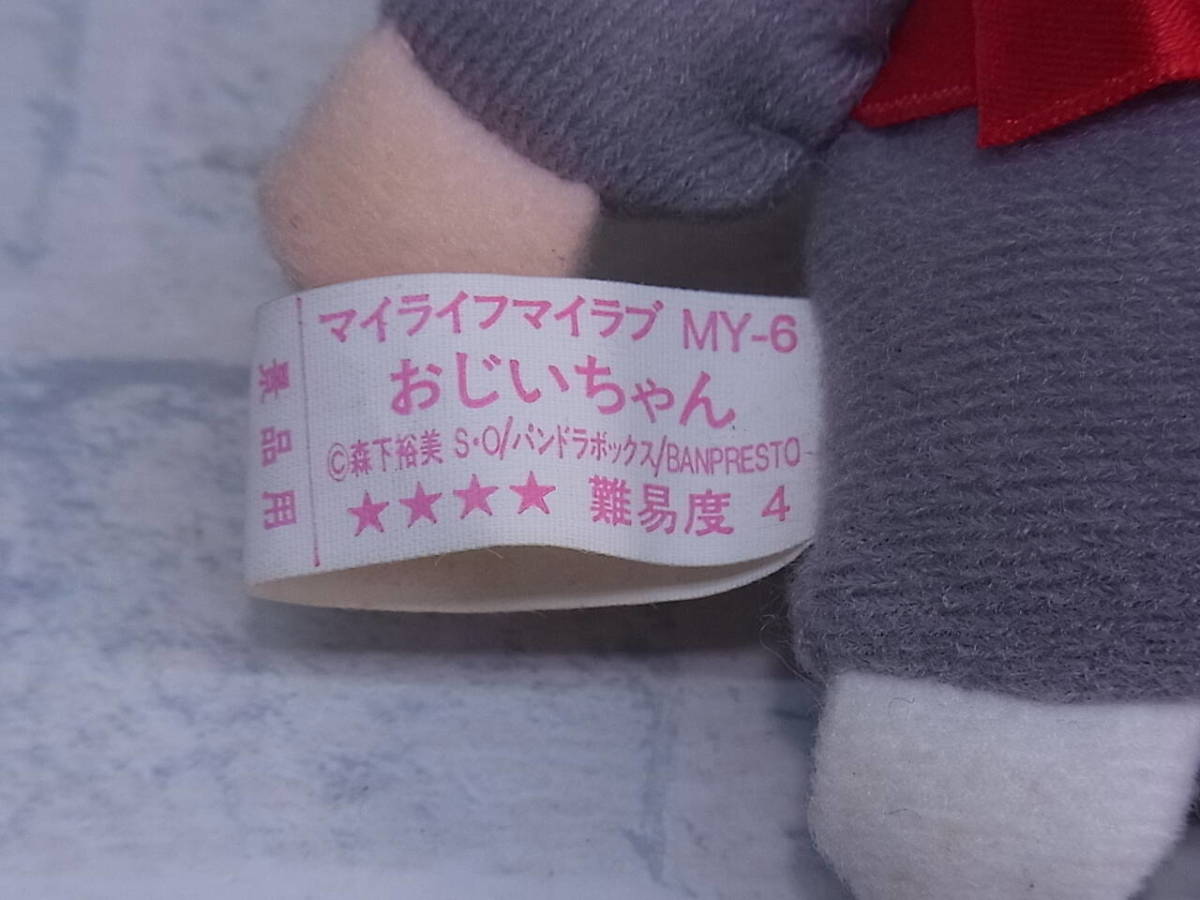 景品用
マイライフマイラブ MY-6
おじいちゃん
©森下裕美 S・O/パンドラボックス/BANPRESTO
★★★★ 難易度 4